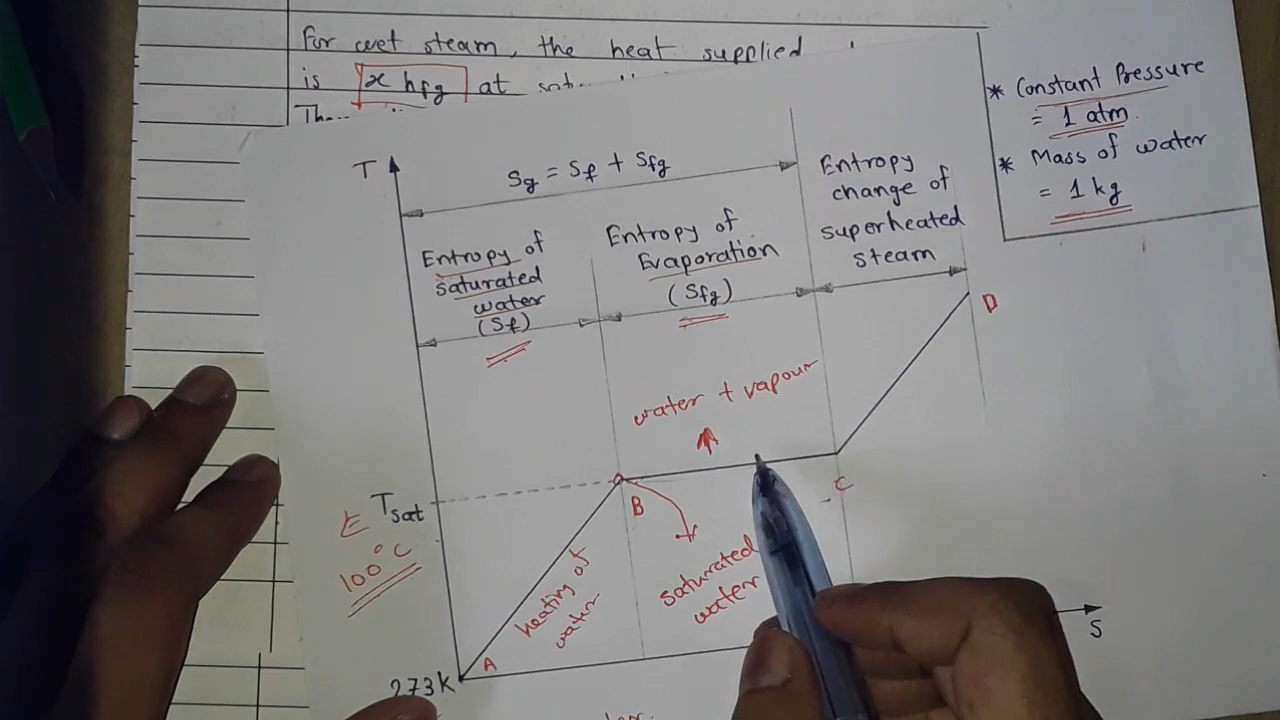 For wet steam, the heat supplied
is x hfg at
* Constant Pressure
= 1 atm.
* Mass of water
= 1 kg
T
Sg = Sf + Sfg
Entropy of
saturated
water
(Sf)
Entropy of
Evaporation
(Sfg)
Entropy
change of
superheated
steam
D
water + vapour
Tsat
100°C
B
C
saturated
water
heating of
water
A
273K
S